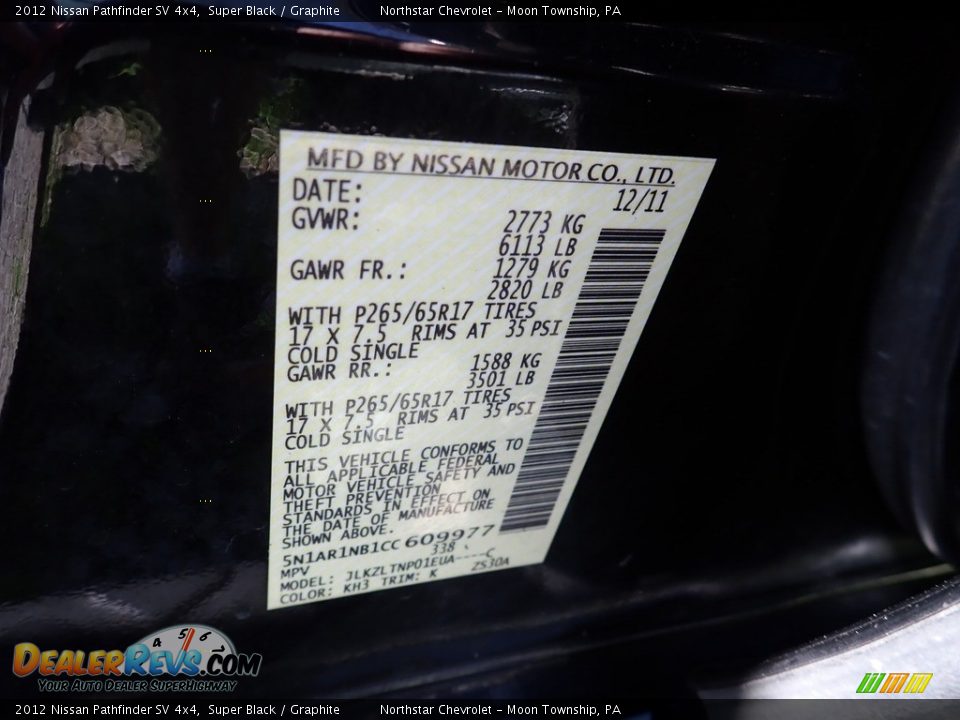 2012 Nissan Pathfinder SV 4x4, Super Black / Graphite Northstar Chevrolet - Moon Township, PA
MFD BY NISSAN MOTOR CO., LTD.
DATE: 12/11
GVWR: 2773 KG
6113 LB
GAWR FR.: 1279 KG
2820 LB
WITH P265/65R17 TIRES
17 X 7.5 RIMS AT 35 PSI
COLD SINGLE
GAWR RR.: 1588 KG
3501 LB
WITH P265/65R17 TIRES
17 X 7.5 RIMS AT 35 PSI
COLD SINGLE
THIS VEHICLE CONFORMS TO
ALL APPLICABLE FEDERAL
MOTOR VEHICLE SAFETY AND
THEFT PREVENTION
STANDARDS IN EFFECT ON
THE DATE OF MANUFACTURE
SHOWN ABOVE.
5N1AR1NB1CC 609977
MPV 338
MODEL: JLKZLTNP01EUA----C
COLOR: KH3 TRIM: K ZS30A
4 5 6
DEALERREVS.COM
YOUR AUTO DEALER SUPERHIGHWAY
2012 Nissan Pathfinder SV 4x4, Super Black / Graphite Northstar Chevrolet - Moon Township, PA